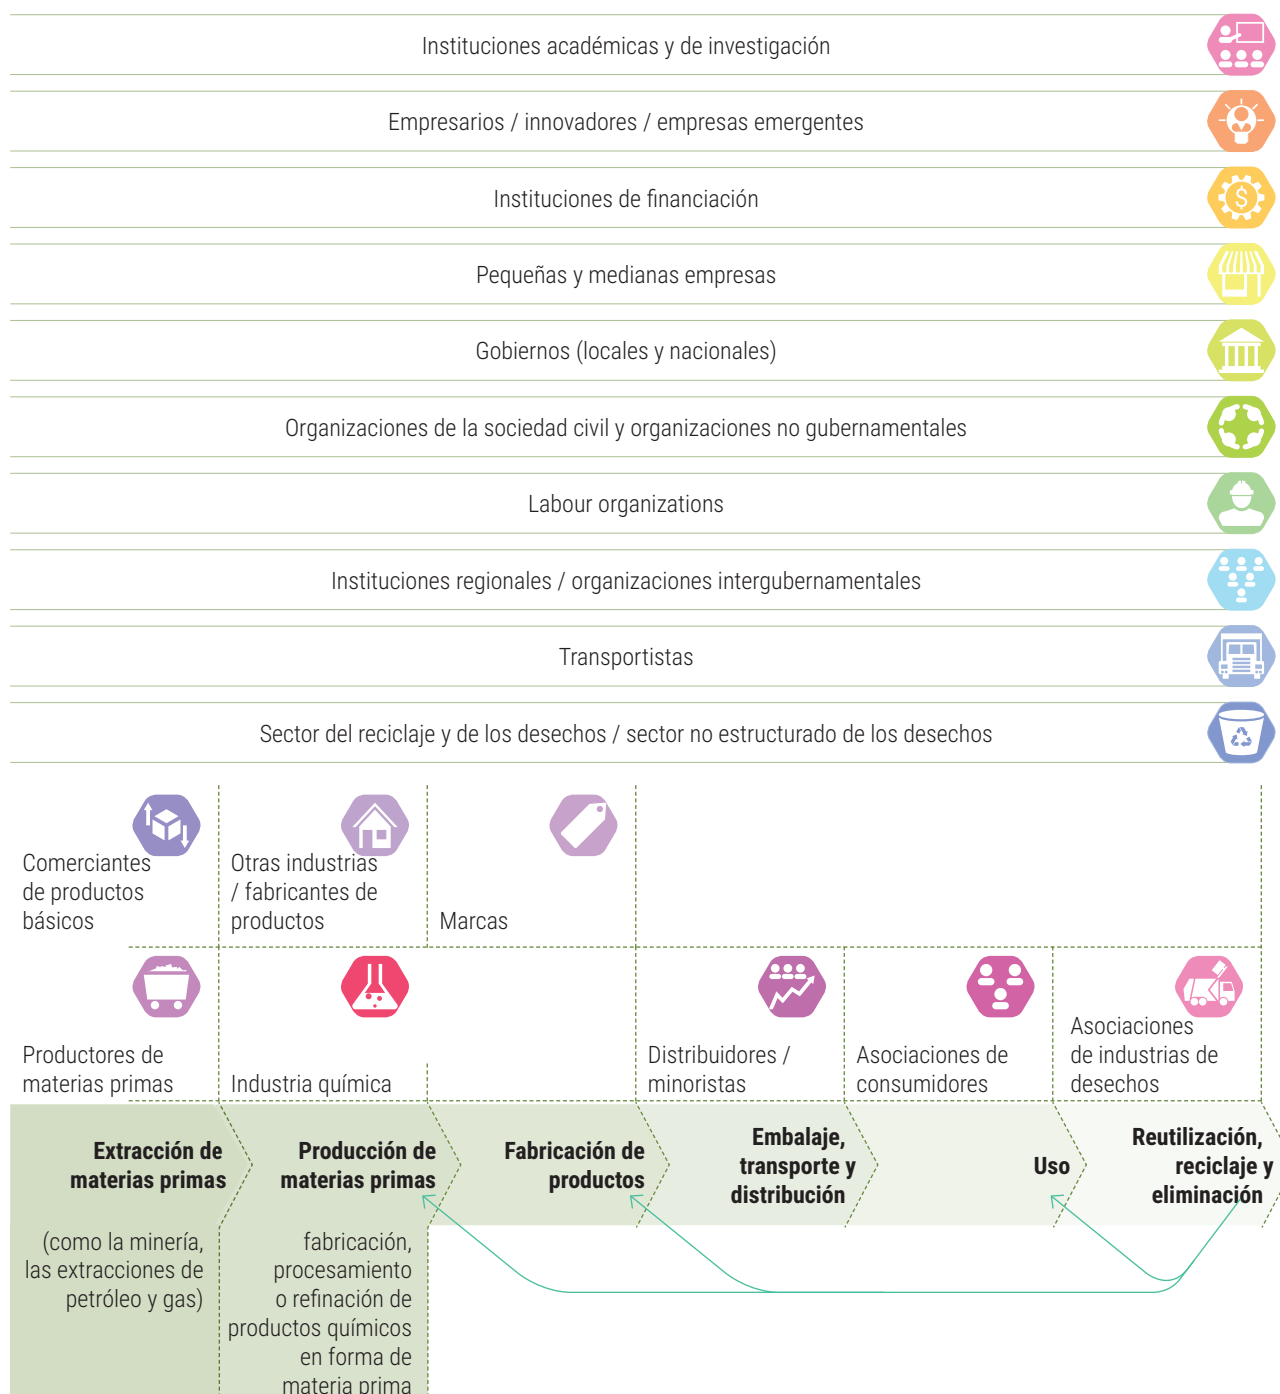 Instituciones académicas y de investigación
Empresarios / innovadores / empresas emergentes
Instituciones de financiación
Pequeñas y medianas empresas
Gobiernos (locales y nacionales)
Organizaciones de la sociedad civil y organizaciones no gubernamentales
Labour organizations
Instituciones regionales / organizaciones intergubernamentales
Transportistas
Sector del reciclaje y de los desechos / sector no estructurado de los desechos
Comerciantes
de productos
básicos
Otras industrias
/ fabricantes de
productos
Marcas
Productores de
materias primas
Industria química
Distribuidores /
minoristas
Asociaciones de
consumidores
Asociaciones
de industrias de
desechos
Extracción de
materias primas
Producción de
materias primas
Fabricación de
productos
Embalaje,
transporte y
distribución
Uso
Reutilización,
reciclaje y
eliminación
(como la minería,
las extracciones de
petróleo y gas)
fabricación,
procesamiento
o refinación de
productos químicos
en forma de
materia prima